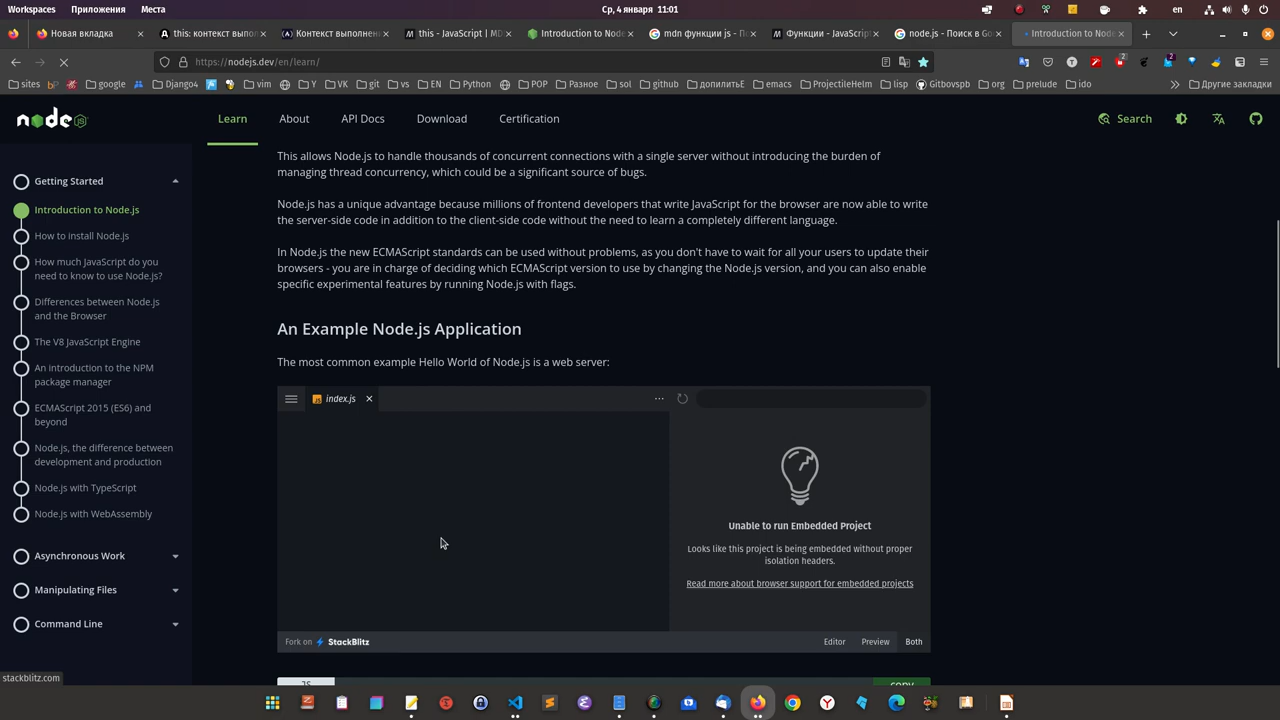 Workspaces Приложения Места Ср, 4 января 11:01 en
Новая вкладка this: контекст выпол Контекст выполнен this - JavaScript | MD Introduction to Node mdn функции js - По Функции - JavaScript node.js - Поиск в Go Introduction to Node
https://nodejs.dev/en/learn/
sites google Django4 vim Y YK git vs EN Python POP Разное sol github допилитьЕ emacs ProjectileHelm lisp Gitbovspb org prelude ido Другие закладки
node JS Learn About API Docs Download Certification Search
Getting Started
Introduction to Node.js
How to install Node.js
How much JavaScript do you
need to know to use Node.js?
Differences between Node.js
and the Browser
The V8 JavaScript Engine
An introduction to the NPM
package manager
ECMAScript 2015 (ES6) and
beyond
Node.js, the difference between
development and production
Node.js with TypeScript
Node.js with WebAssembly
Asynchronous Work
Manipulating Files
Command Line
This allows Node.js to handle thousands of concurrent connections with a single server without introducing the burden of
managing thread concurrency, which could be a significant source of bugs.
Node.js has a unique advantage because millions of frontend developers that write JavaScript for the browser are now able to write
the server-side code in addition to the client-side code without the need to learn a completely different language.
In Node.js the new ECMAScript standards can be used without problems, as you don't have to wait for all your users to update their
browsers - you are in charge of deciding which ECMAScript version to use by changing the Node.js version, and you can also enable
specific experimental features by running Node.js with flags.
An Example Node.js Application
The most common example Hello World of Node.js is a web server:
index.js
Unable to run Embedded Project
Looks like this project is being embedded without proper
isolation headers.
Read more about browser support for embedded projects
Fork on StackBlitz Editor Preview Both
JS copy
stackblitz.com